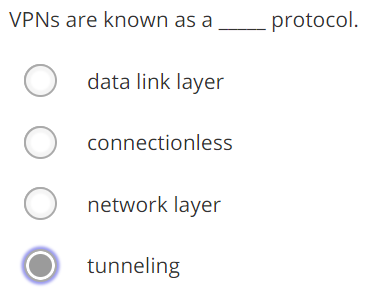 VPNs are known as a _____ protocol.
data link layer
connectionless
network layer
tunneling